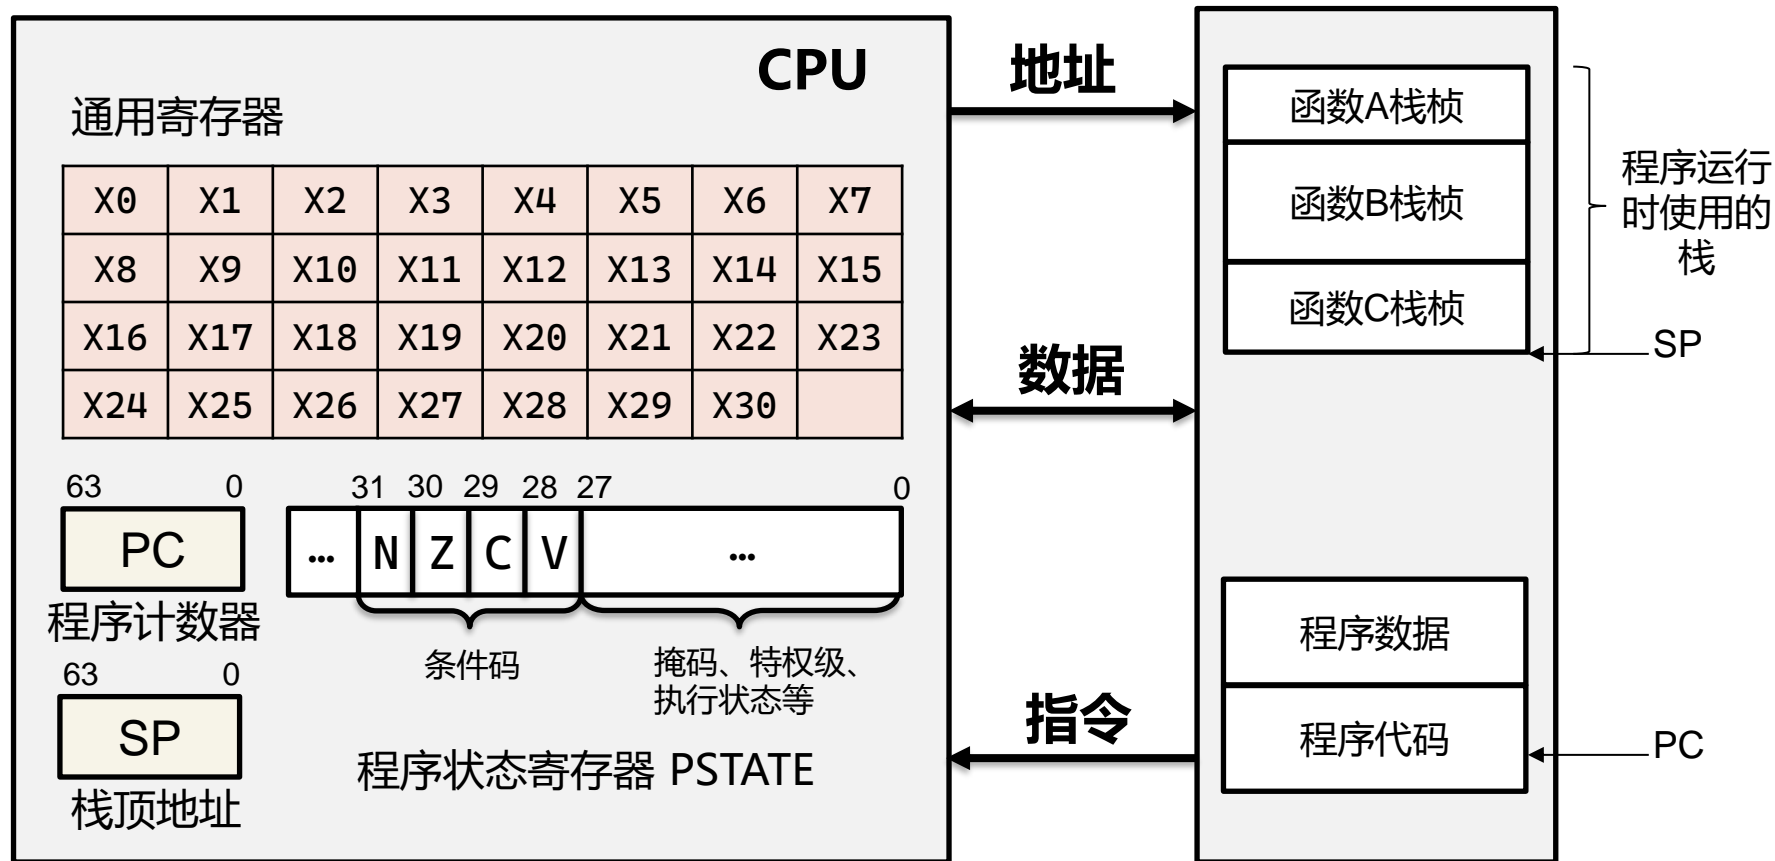 CPU
通用寄存器
X0 X1 X2 X3 X4 X5 X6 X7
X8 X9 X10 X11 X12 X13 X14 X15
X16 X17 X18 X19 X20 X21 X22 X23
X24 X25 X26 X27 X28 X29 X30
63 0
PC
程序计数器
63 0
SP
栈顶地址
31 30 29 28 27 0
… N Z C V …
条件码
掩码、特权级、
执行状态等
程序状态寄存器 PSTATE
地址
数据
指令
函数A栈桢
函数B栈桢
函数C栈桢
程序运行
时使用的
栈
SP
程序数据
程序代码
PC